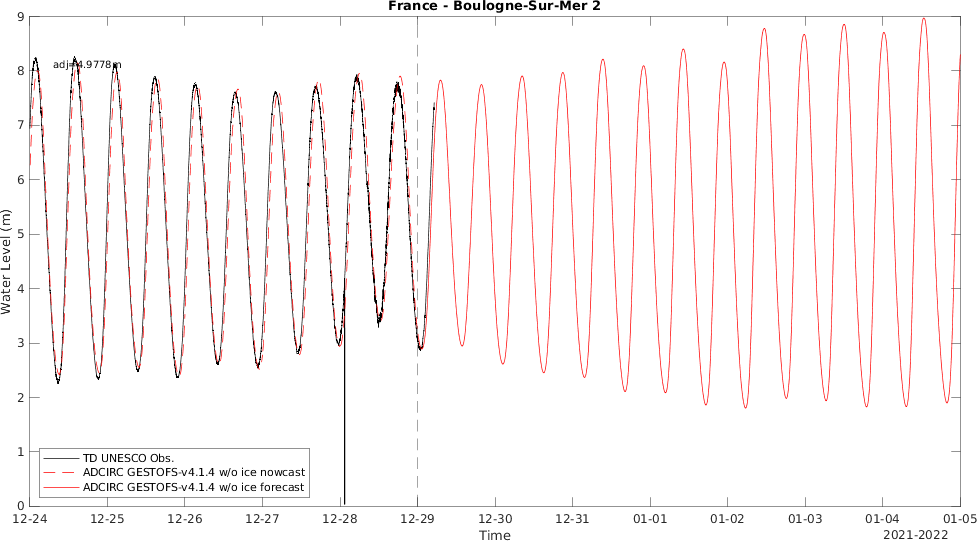 France - Boulogne-Sur-Mer 2
9
8
7
6
5
4
3
2
1
0
Water Level (m)
adj=4.9778m
TD UNESCO Obs.
ADCIRC GESTOFS-v4.1.4 w/o ice nowcast
ADCIRC GESTOFS-v4.1.4 w/o ice forecast
12-24 12-25 12-26 12-27 12-28 12-29 12-30 12-31 01-01 01-02 01-03 01-04 01-05
Time
2021-2022